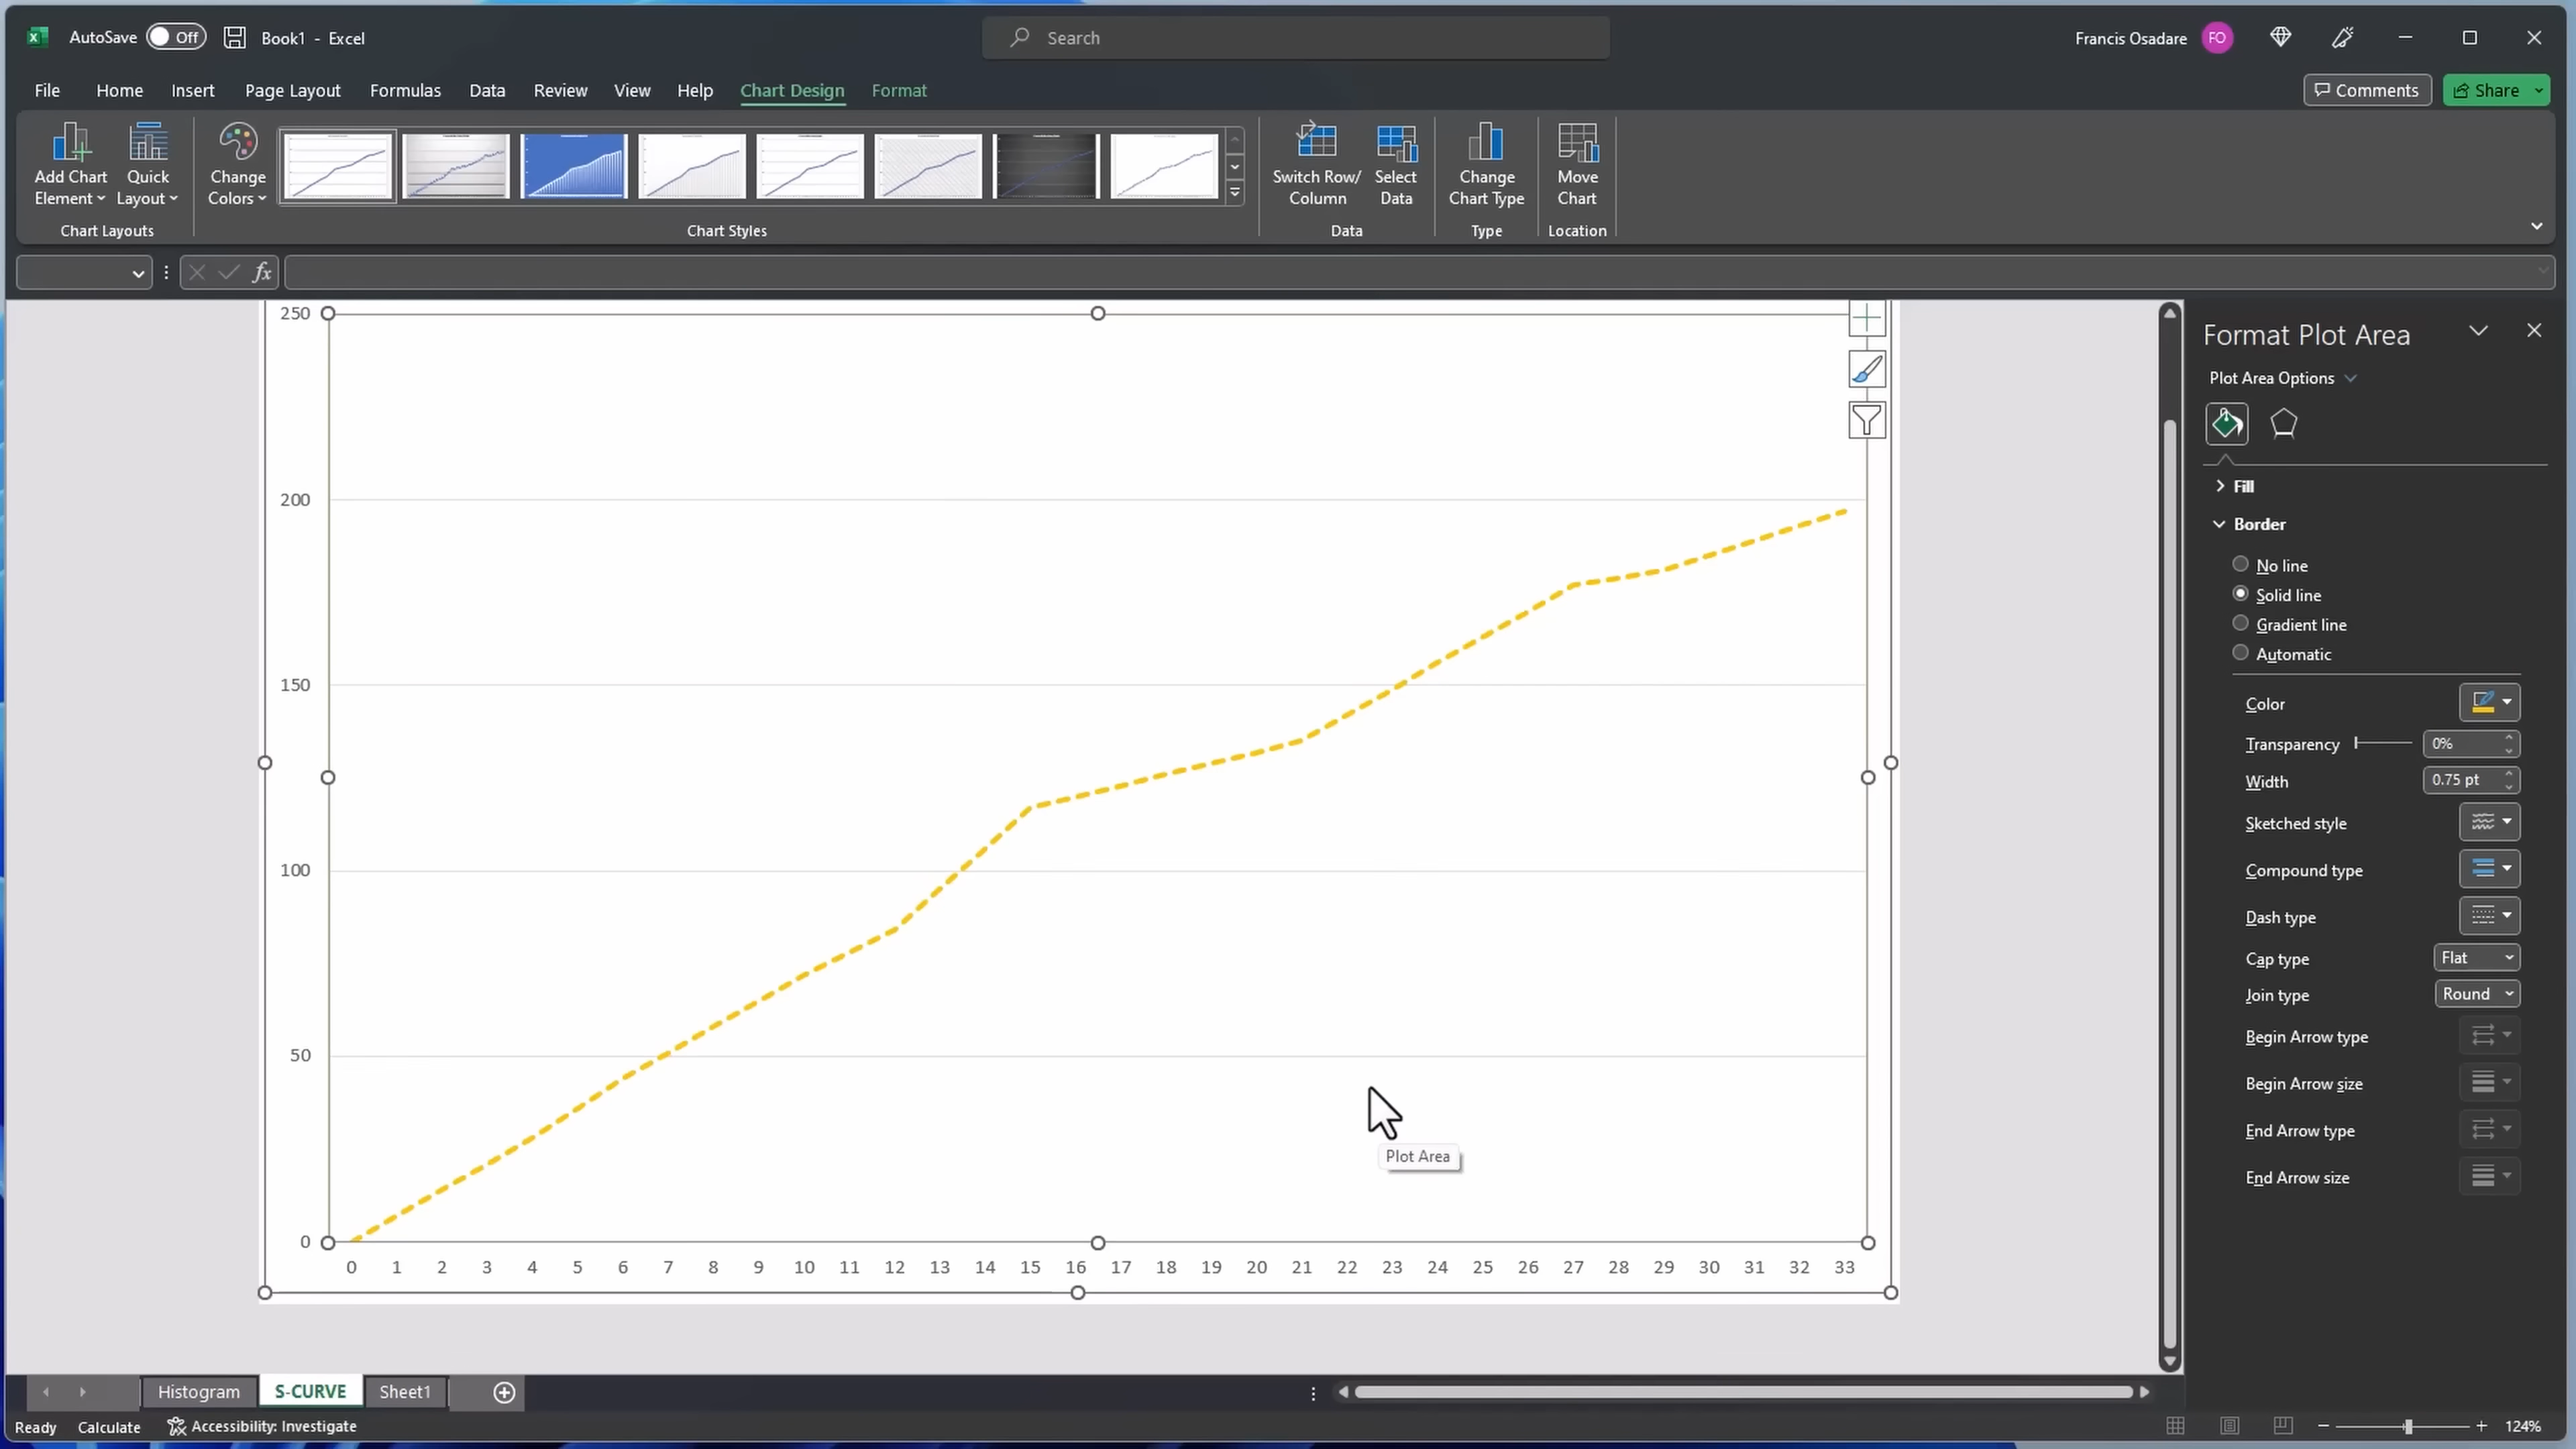 AutoSave Off Book1 - Excel Search Francis Osadare FO
File Home Insert Page Layout Formulas Data Review View Help Chart Design Format Comments Share
Add Chart Element
Quick Layout
Change Colors
Switch Row/Column
Select Data
Change Chart Type
Move Chart
Chart Layouts Chart Styles Data Type Location
fx
250
200
150
100
50
0
0 1 2 3 4 5 6 7 8 9 10 11 12 13 14 15 16 17 18 19 20 21 22 23 24 25 26 27 28 29 30 31 32 33
Plot Area
Format Plot Area
Plot Area Options
Fill
Border
No line
Solid line
Gradient line
Automatic
Color
Transparency 0%
Width 0.75 pt
Sketched style
Compound type
Dash type
Cap type Flat
Join type Round
Begin Arrow type
Begin Arrow size
End Arrow type
End Arrow size
Histogram S-CURVE Sheet1
Ready Calculate Accessibility: Investigate 124%